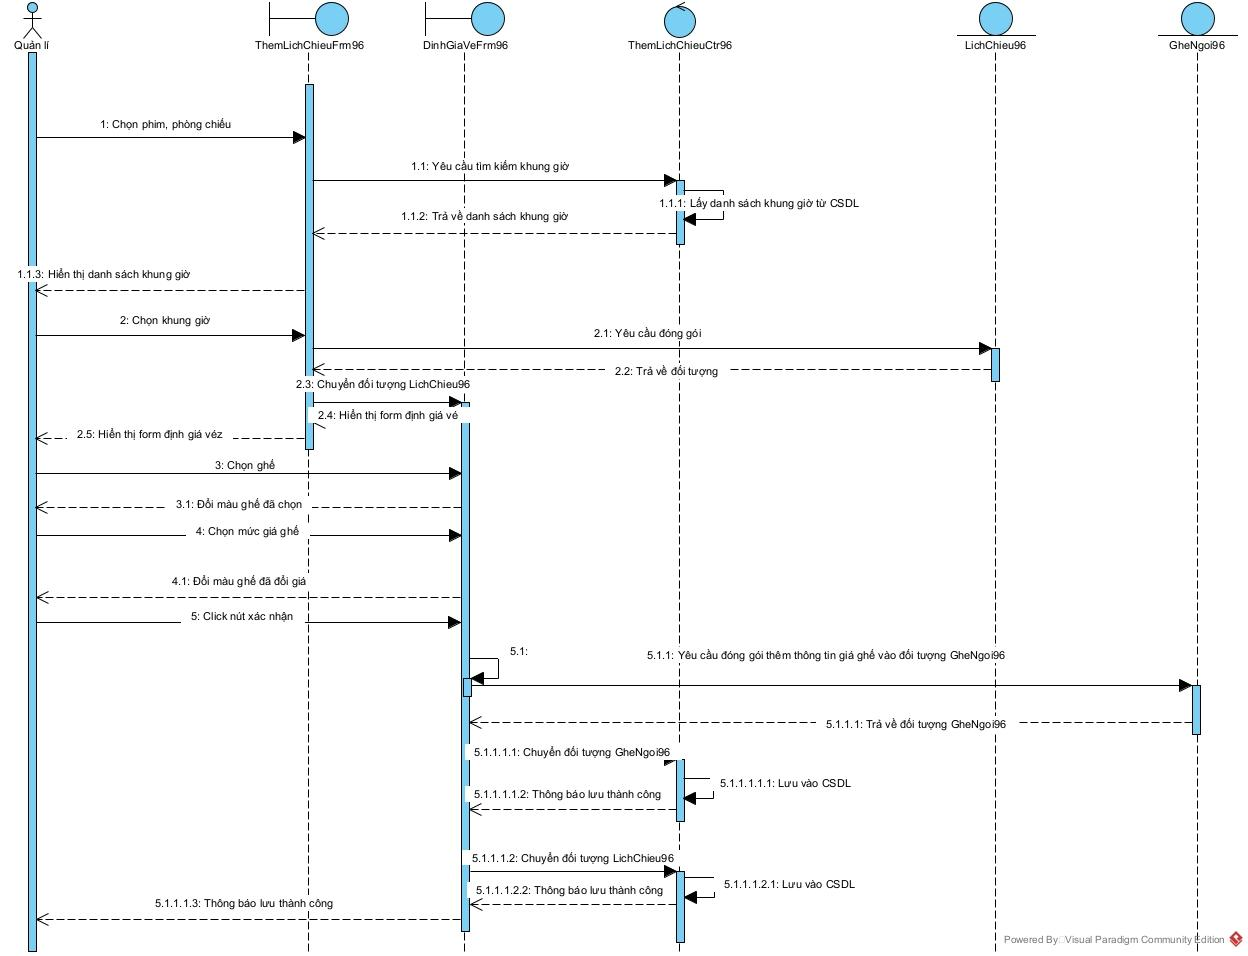 Quản lí
ThemLichChieuFrm96
DinhGiaVeFrm96
ThemLichChieuCtr96
LichChieu96
GheNgoi96
1: Chọn phim, phòng chiếu
1.1: Yêu cầu tìm kiếm khung giờ
1.1.1: Lấy danh sách khung giờ từ CSDL
1.1.2: Trả về danh sách khung giờ
1.1.3: Hiển thị danh sách khung giờ
2: Chọn khung giờ
2.1: Yêu cầu đóng gói
2.2: Trả về đối tượng
2.3: Chuyển đối tượng LichChieu96
2.4: Hiển thị form định giá vé
2.5: Hiển thị form định giá véz
3: Chọn ghế
3.1: Đổi màu ghế đã chọn
4: Chọn mức giá ghế
4.1: Đổi màu ghế đã đổi giá
5: Click nút xác nhận
5.1:
5.1.1: Yêu cầu đóng gói thêm thông tin giá ghế vào đối tượng GheNgoi96
5.1.1.1: Trả về đối tượng GheNgoi96
5.1.1.1.1: Chuyển đối tượng GheNgoi96
5.1.1.1.1.1: Lưu vào CSDL
5.1.1.1.1.2: Thông báo lưu thành công
5.1.1.1.2: Chuyển đối tượng LichChieu96
5.1.1.1.2.1: Lưu vào CSDL
5.1.1.1.2.2: Thông báo lưu thành công
5.1.1.1.3: Thông báo lưu thành công
Powered By Visual Paradigm Community Edition